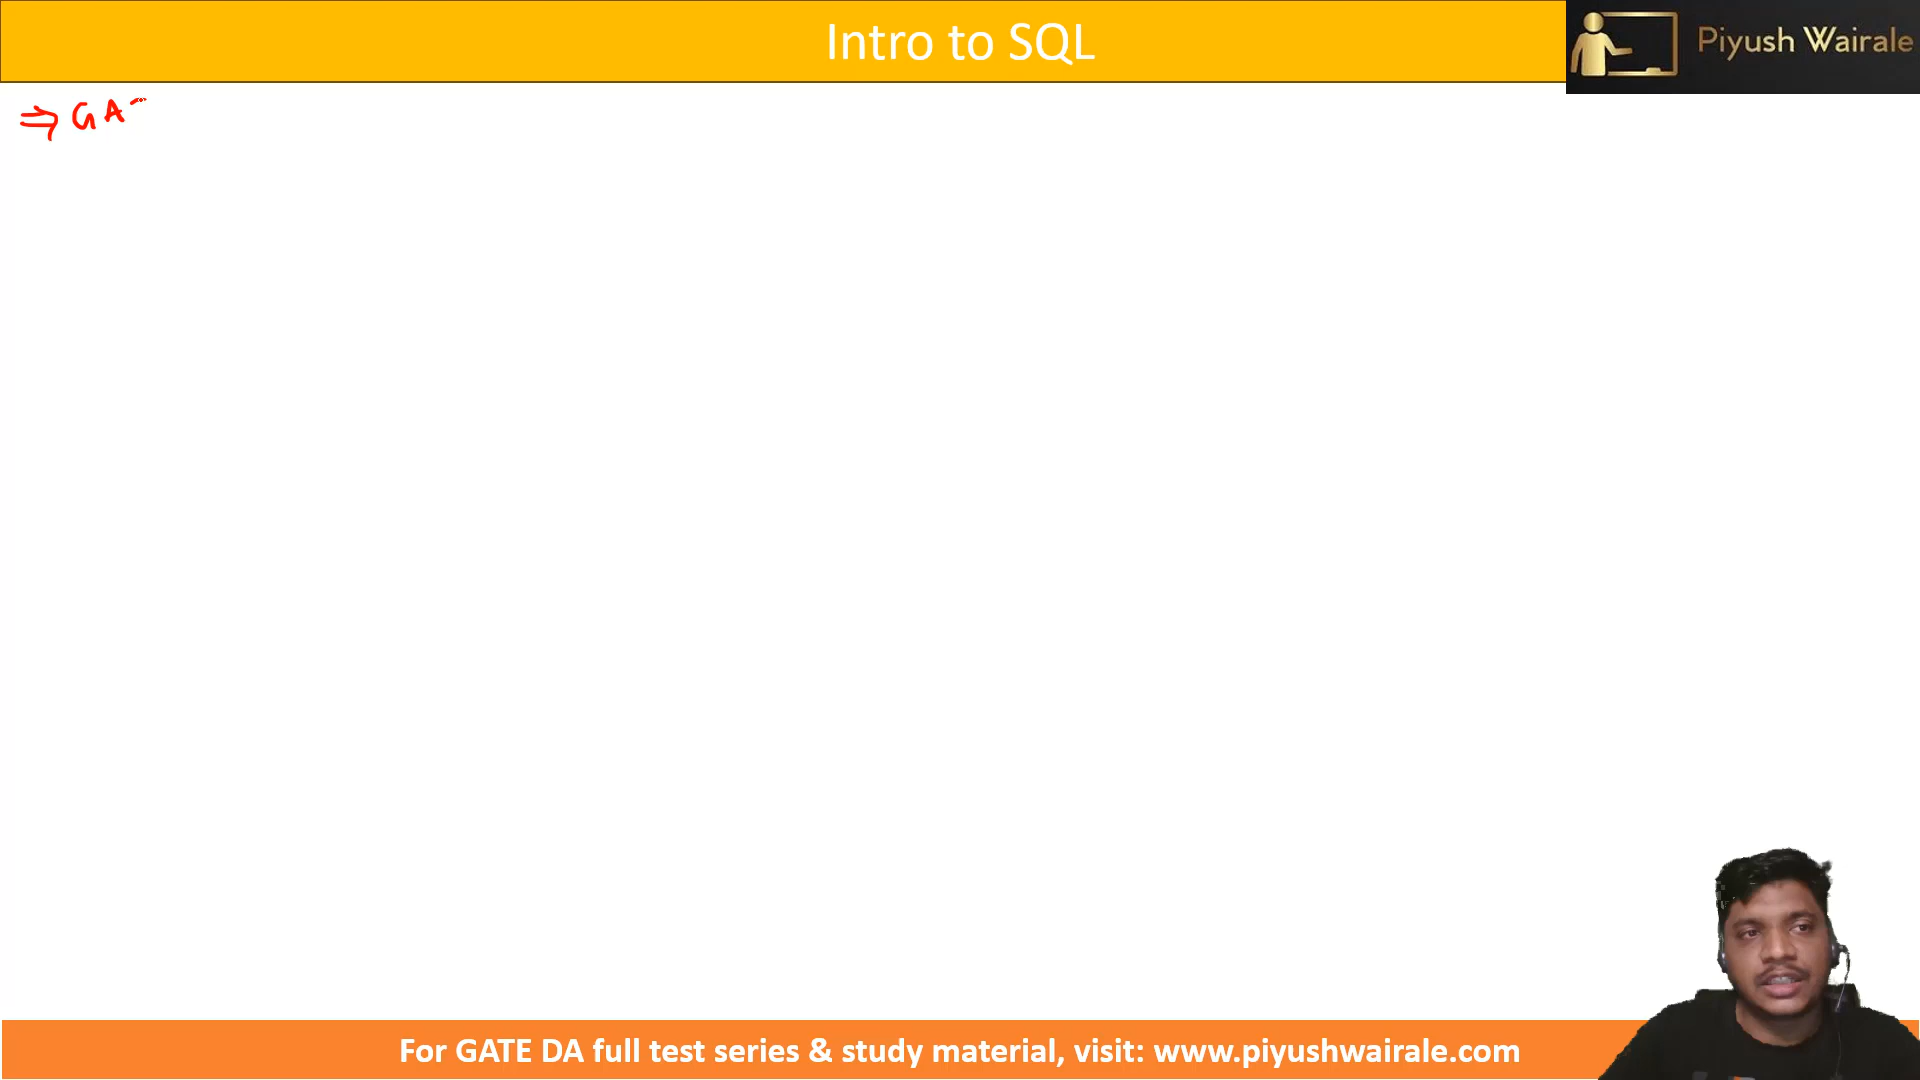 Intro to SQL
Piyush Wairale
⇒ GA
For GATE DA full test series & study material, visit: www.piyushwairale.com